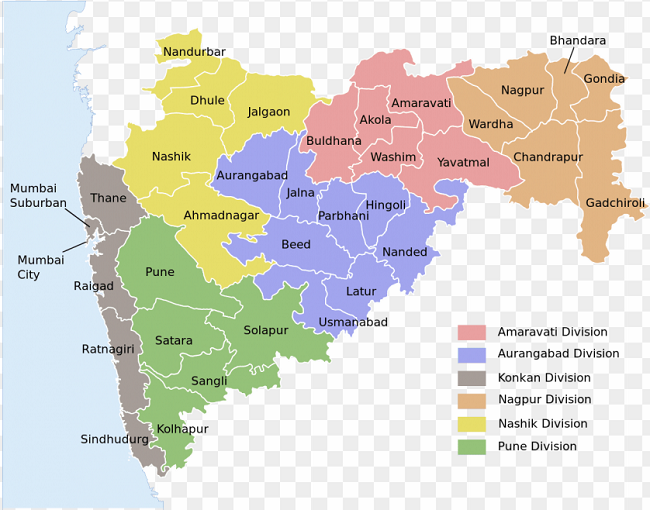 Bhandara
Nandurbar
Gondia
Nagpur
Dhule
Jalgaon
Amaravati
Akola
Wardha
Buldhana
Nashik
Washim
Yavatmal
Chandrapur
Aurangabad
Mumbai
Suburban
Thane
Jalna
Hingoli
Gadchiroli
Ahmadnagar
Parbhani
Beed
Nanded
Mumbai
City
Pune
Raigad
Latur
Usmanabad
Solapur
Amaravati Division
Satara
Ratnagiri
Aurangabad Division
Konkan Division
Sangli
Nagpur Division
Nashik Division
Kolhapur
Sindhudurg
Pune Division